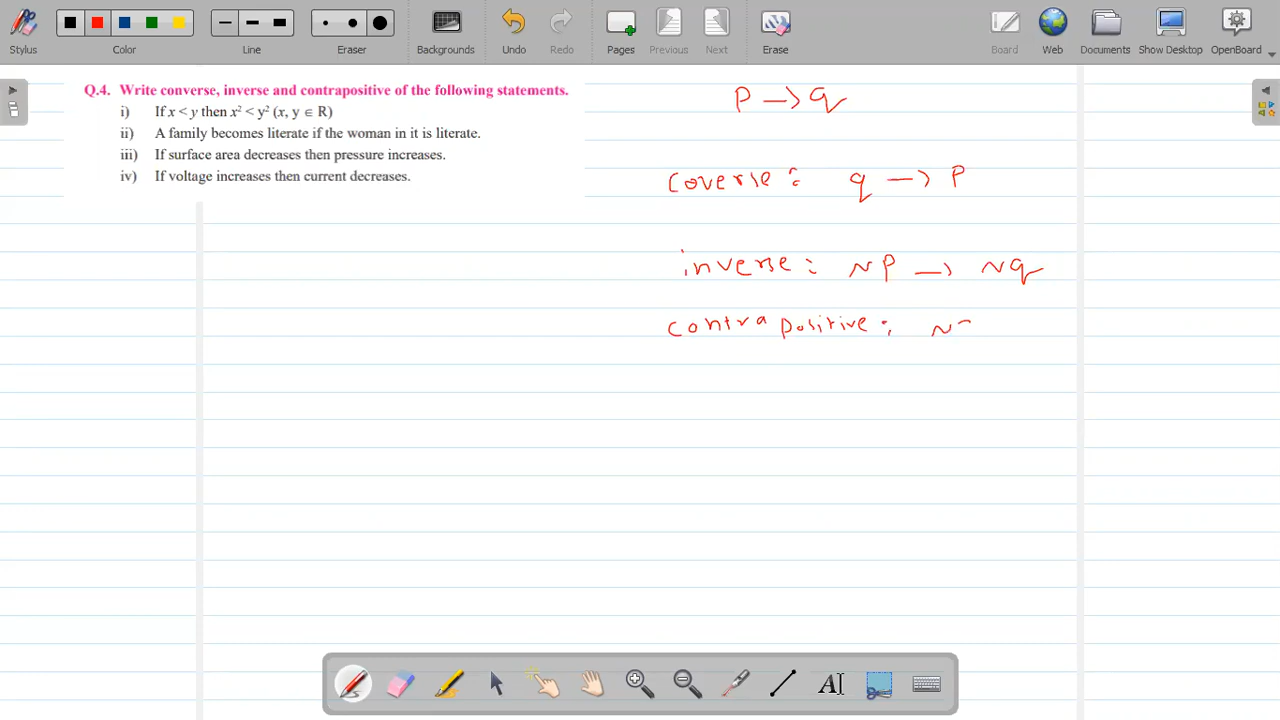 Stylus Color Line Eraser Backgrounds Undo Redo Pages Previous Next Erase Board Web Documents Show Desktop OpenBoard
Q.4. Write converse, inverse and contrapositive of the following statements.
i) If x < y then x² < y² (x, y ∈ R)
ii) A family becomes literate if the woman in it is literate.
iii) If surface area decreases then pressure increases.
iv) If voltage increases then current decreases.
p → q
coverse : q → p
inverse : ~p → ~q
contrapositive : ~